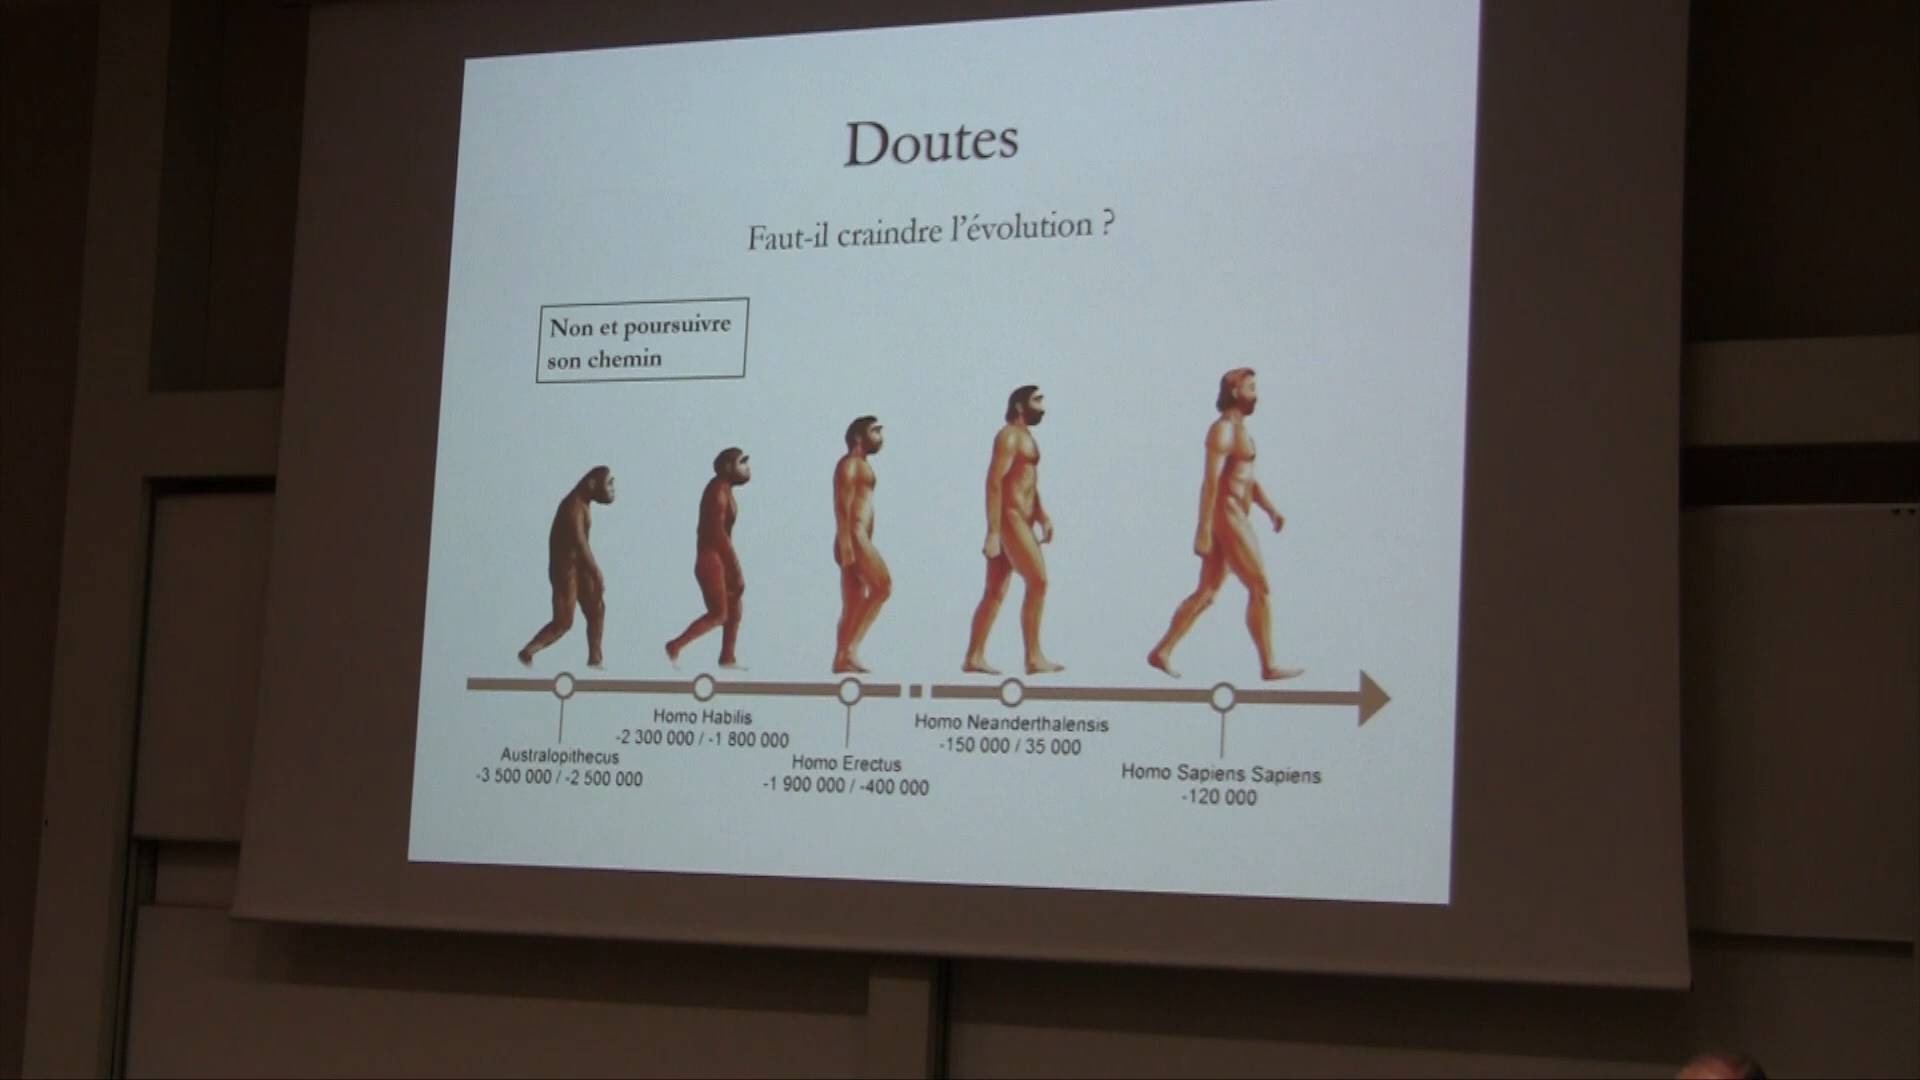 Doutes
Faut-il craindre l'évolution ?
Non et poursuivre
son chemin
Australopithecus
-3 500 000 / -2 500 000
Homo Habilis
-2 300 000 / -1 800 000
Homo Erectus
-1 900 000 / -400 000
Homo Neanderthalensis
-150 000 / 35 000
Homo Sapiens Sapiens
-120 000